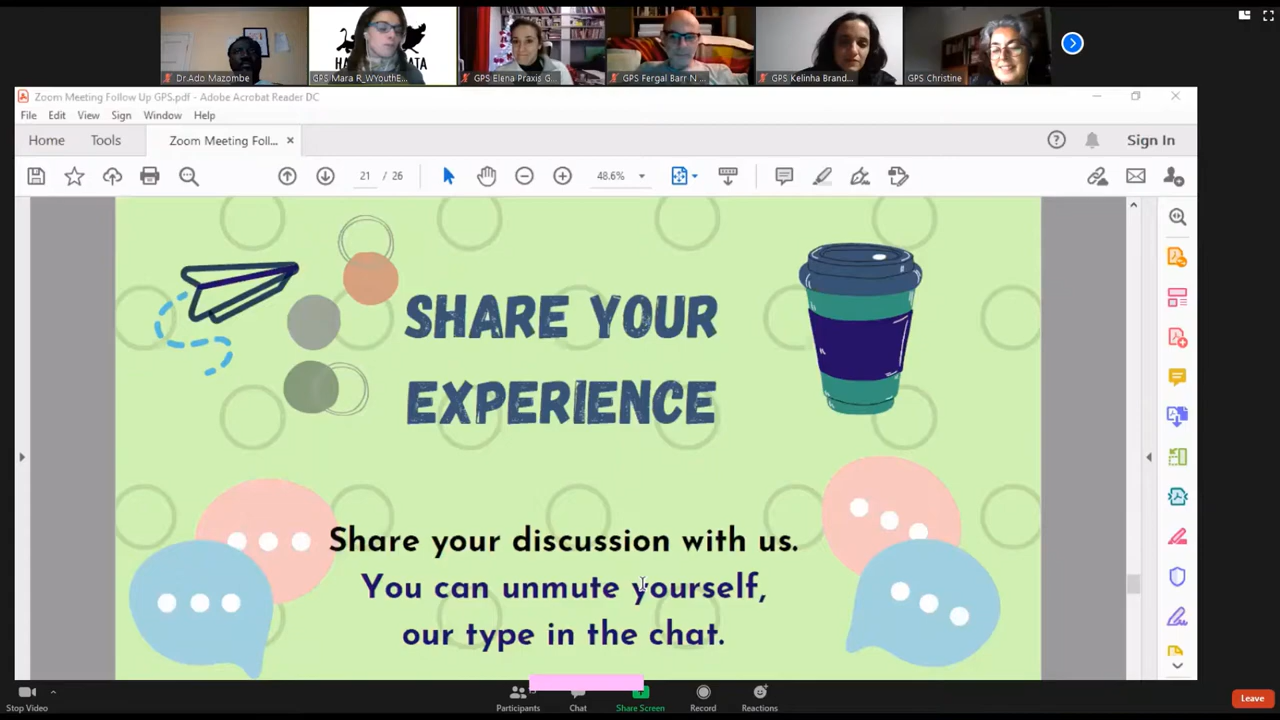 Dr.Ado Mazombe
GPS Mara R_WYouthE...
GPS Elena Praxis G...
GPS Fergal Barr N ...
GPS Kelinha Brand...
GPS Christine
Zoom Meeting Follow Up GPS.pdf - Adobe Acrobat Reader DC
File Edit View Sign Window Help
Home Tools Zoom Meeting Foll... Sign In
21 / 26 48.6%
SHARE YOUR
EXPERIENCE
Share your discussion with us.
You can unmute yourself,
our type in the chat.
Stop Video Participants Chat Share Screen Record Reactions Leave